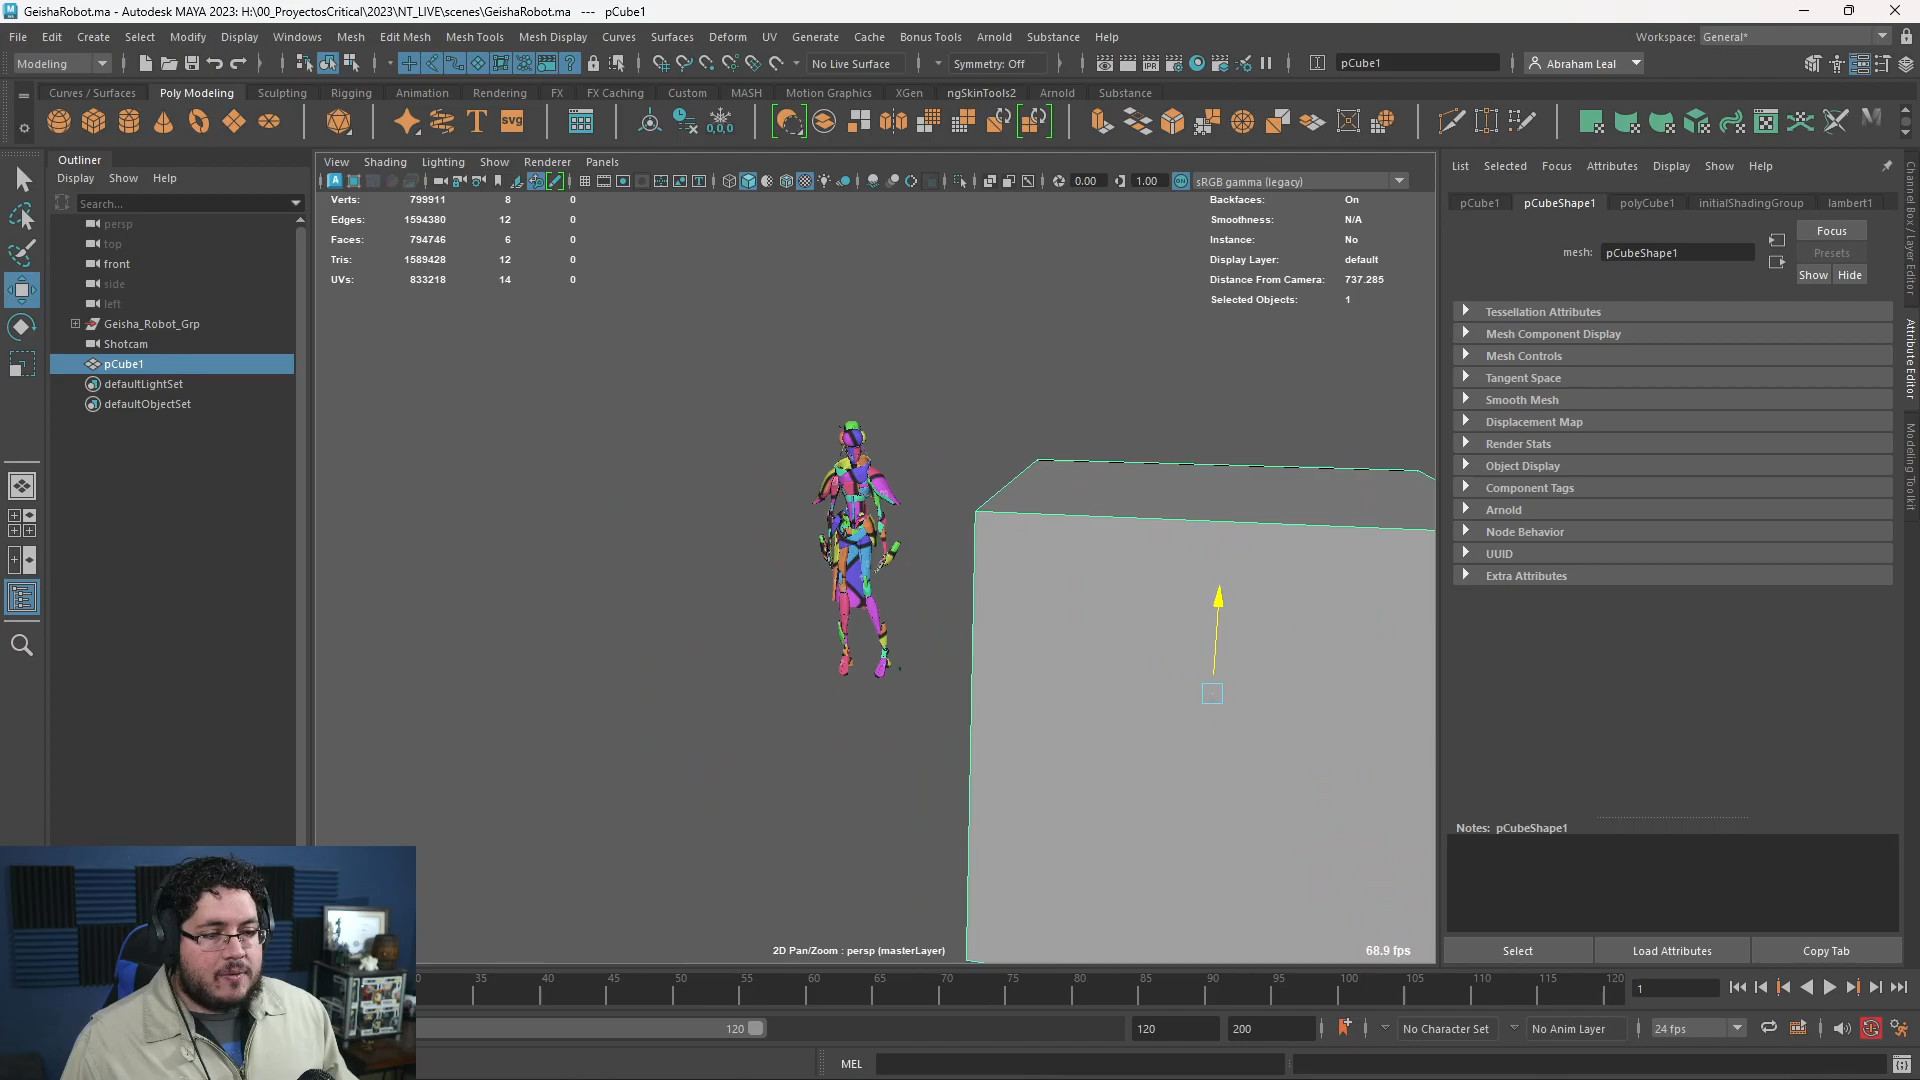 GeishaRobot.ma - Autodesk MAYA 2023: H:\00_ProyectosCritical\2023\NT_LIVE\scenes\GeishaRobot.ma --- pCube1
File Edit Create Select Modify Display Windows Mesh Edit Mesh Mesh Tools Mesh Display Curves Surfaces Deform UV Generate Cache Bonus Tools Arnold Substance Help
Workspace: General*
Modeling
No Live Surface
Symmetry: Off
pCube1
Abraham Leal
Curves / Surfaces Poly Modeling Sculpting Rigging Animation Rendering FX FX Caching Custom MASH Motion Graphics XGen ngSkinTools2 Arnold Substance
T
SVG
0,0,0
Outliner
Display Show Help
Search...
persp
top
front
side
left
Geisha_Robot_Grp
Shotcam
pCube1
defaultLightSet
defaultObjectSet
View Shading Lighting Show Renderer Panels
0.00
1.00
sRGB gamma (legacy)
Verts: 799911 8 0
Edges: 1594380 12 0
Faces: 794746 6 0
Tris: 1589428 12 0
UVs: 833218 14 0
Backfaces: On
Smoothness: N/A
Instance: No
Display Layer: default
Distance From Camera: 737.285
Selected Objects: 1
2D Pan/Zoom : persp (masterLayer)
68.9 fps
List Selected Focus Attributes Display Show Help
pCube1 pCubeShape1 polyCube1 initialShadingGroup lambert1
mesh: pCubeShape1
Focus
Presets
Show Hide
Tessellation Attributes
Mesh Component Display
Mesh Controls
Tangent Space
Smooth Mesh
Displacement Map
Render Stats
Object Display
Component Tags
Arnold
Node Behavior
UUID
Extra Attributes
Notes: pCubeShape1
Select Load Attributes Copy Tab
Channel Box / Layer Editor
Attribute Editor
Modeling Toolkit
35 40 45 50 55 60 65 70 75 80 85 90 95 100 105 110 115 120
1
120
120
200
No Character Set
No Anim Layer
24 fps
MEL